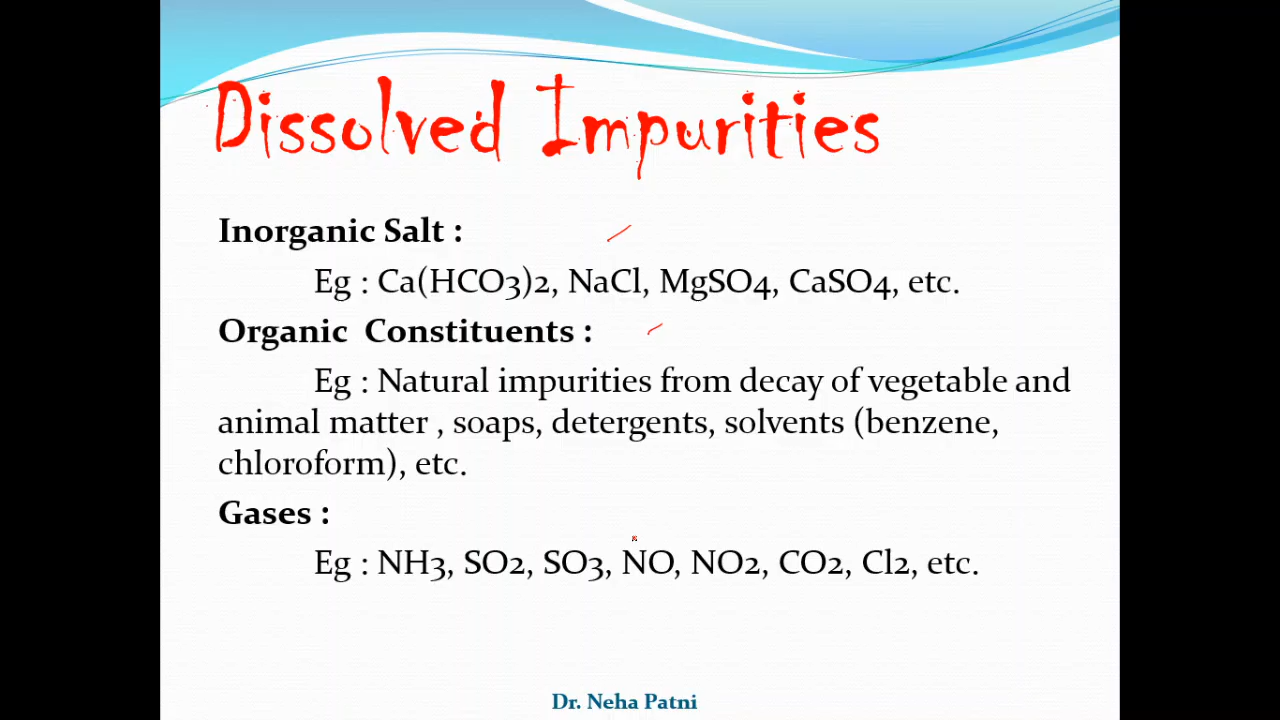 Dissolved Impurities
Inorganic Salt :
Eg : Ca(HCO3)2, NaCl, MgSO4, CaSO4, etc.
Organic Constituents :
Eg : Natural impurities from decay of vegetable and
animal matter , soaps, detergents, solvents (benzene,
chloroform), etc.
Gases :
Eg : NH3, SO2, SO3, NO, NO2, CO2, Cl2, etc.
Dr. Neha Patni